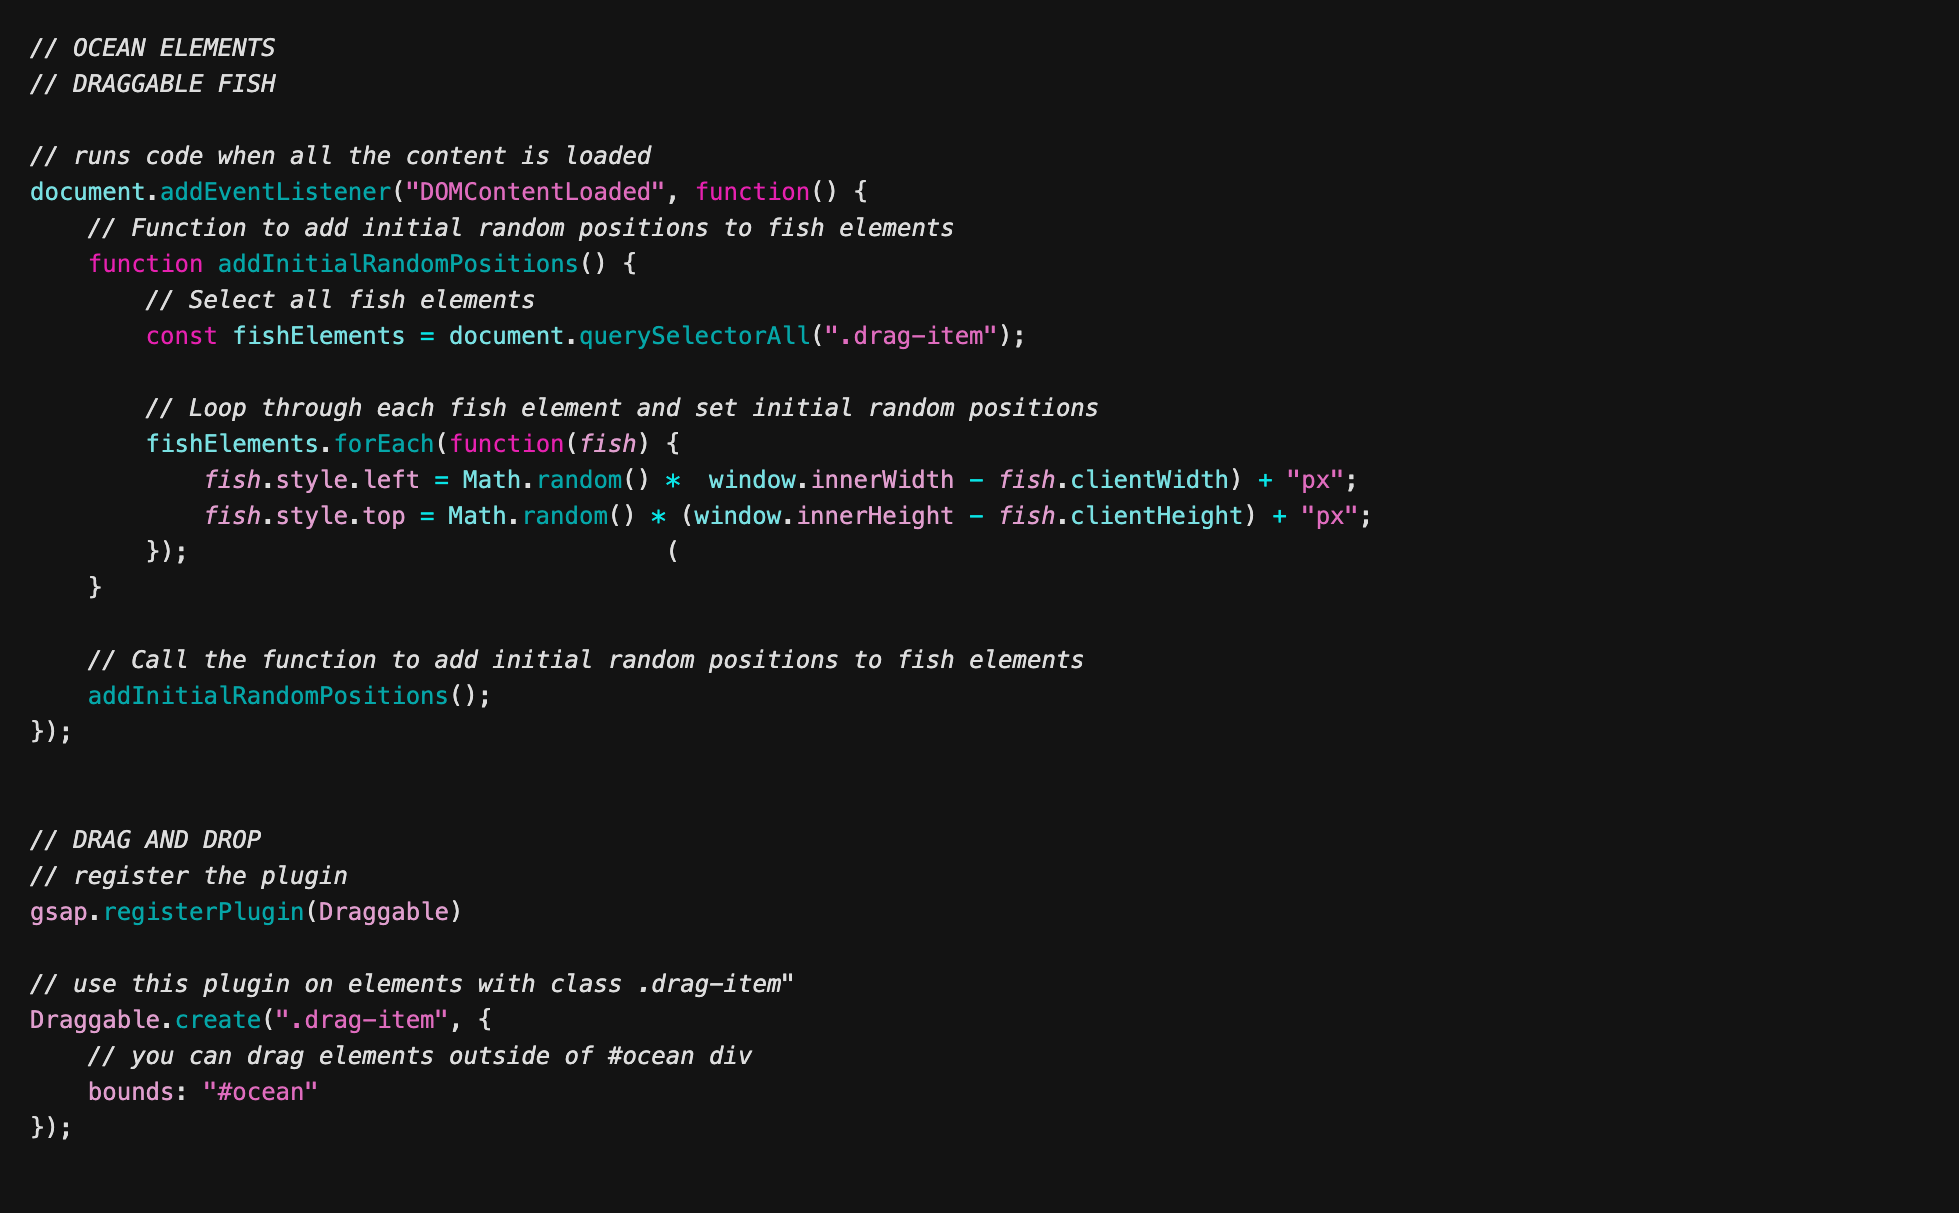 // OCEAN ELEMENTS
// DRAGGABLE FISH

// runs code when all the content is loaded
document.addEventListener("DOMContentLoaded", function() {
    // Function to add initial random positions to fish elements
    function addInitialRandomPositions() {
        // Select all fish elements
        const fishElements = document.querySelectorAll(".drag-item");

        // Loop through each fish element and set initial random positions
        fishElements.forEach(function(fish) {
            fish.style.left = Math.random() *  window.innerWidth - fish.clientWidth) + "px";
            fish.style.top = Math.random() * (window.innerHeight - fish.clientHeight) + "px";
        });                                 (
    }

    // Call the function to add initial random positions to fish elements
    addInitialRandomPositions();
});


// DRAG AND DROP
// register the plugin
gsap.registerPlugin(Draggable)

// use this plugin on elements with class .drag-item"
Draggable.create(".drag-item", {
    // you can drag elements outside of #ocean div
    bounds: "#ocean"
});